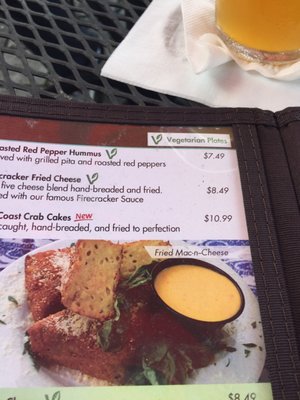 Vegetarian Plates
asted Red Pepper Hummus
ved with grilled pita and roasted red peppers $7.49
cracker Fried Cheese
five cheese blend hand-breaded and fried. $8.49
ed with our famous Firecracker Sauce
Coast Crab Cakes New $10.99
caught, hand-breaded, and fried to perfection
Fried Mac-n-Cheese
$8.49